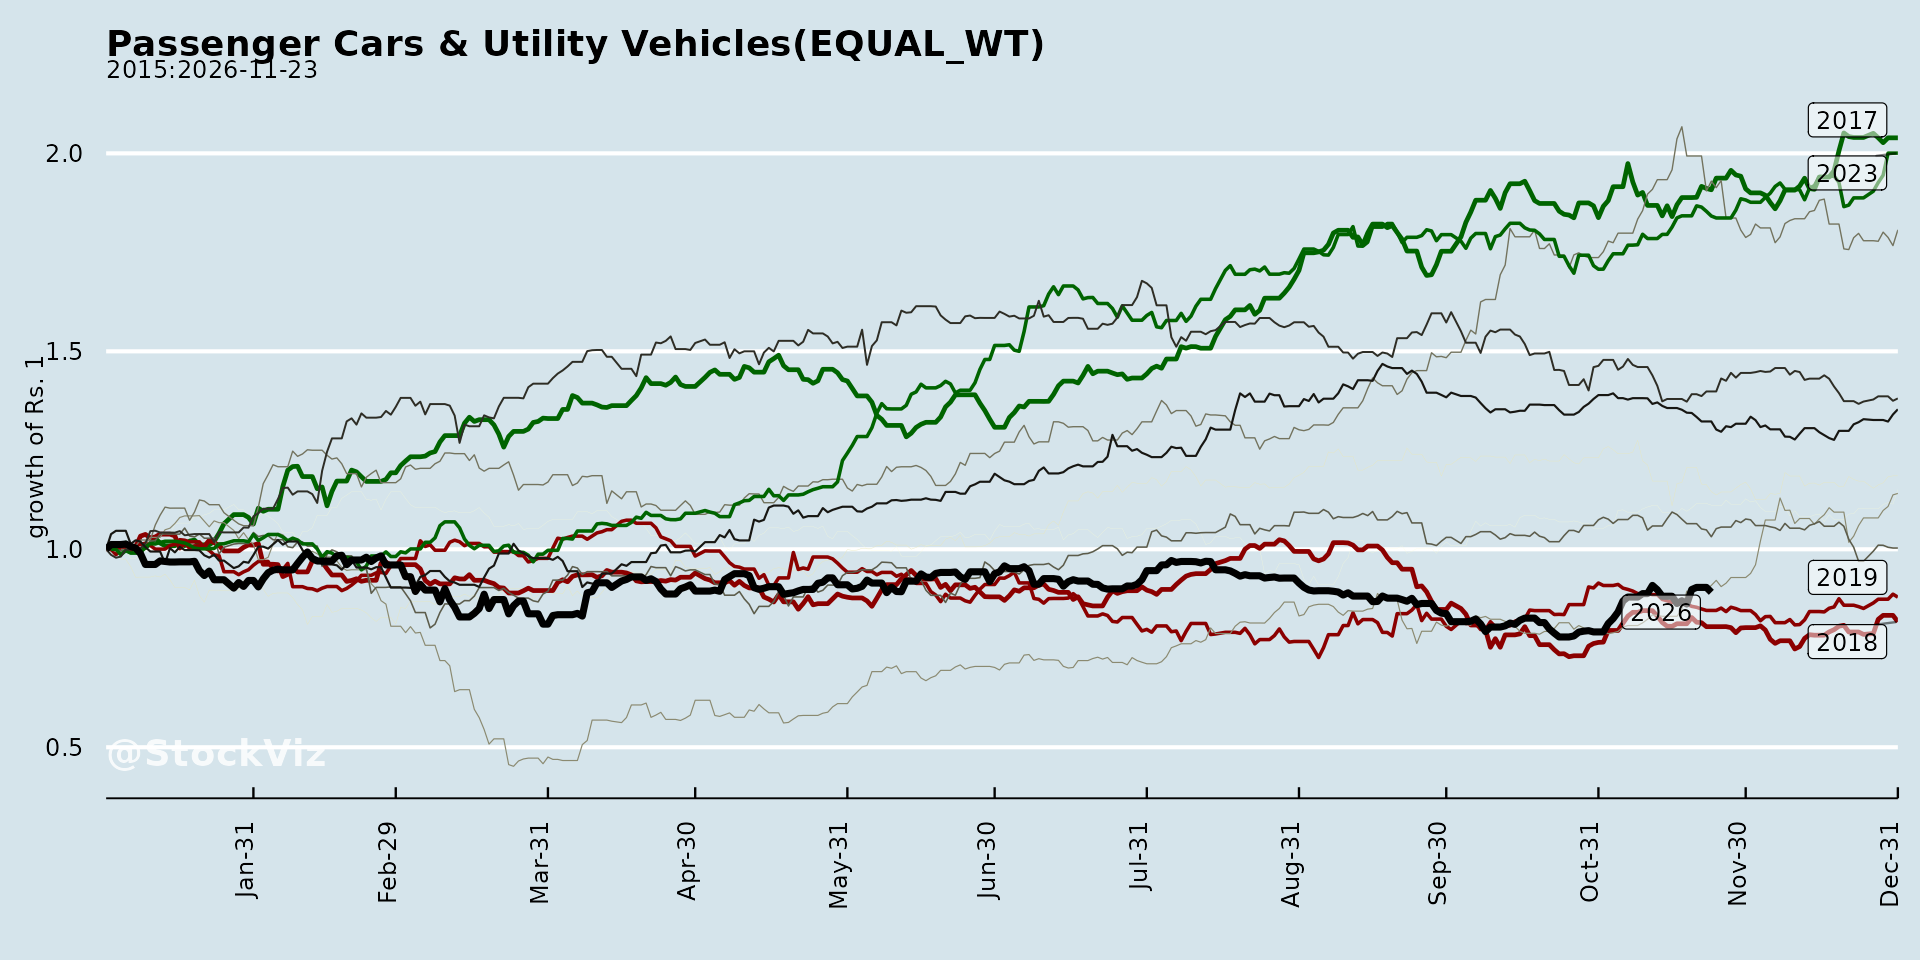 Passenger Cars & Utility Vehicles(EQUAL_WT)
2015:2026-11-23
growth of Rs. 1
2.0
1.5
1.0
0.5
2017
2023
2019
2026
2018
@StockViz
Jan-31
Feb-29
Mar-31
Apr-30
May-31
Jun-30
Jul-31
Aug-31
Sep-30
Oct-31
Nov-30
Dec-31